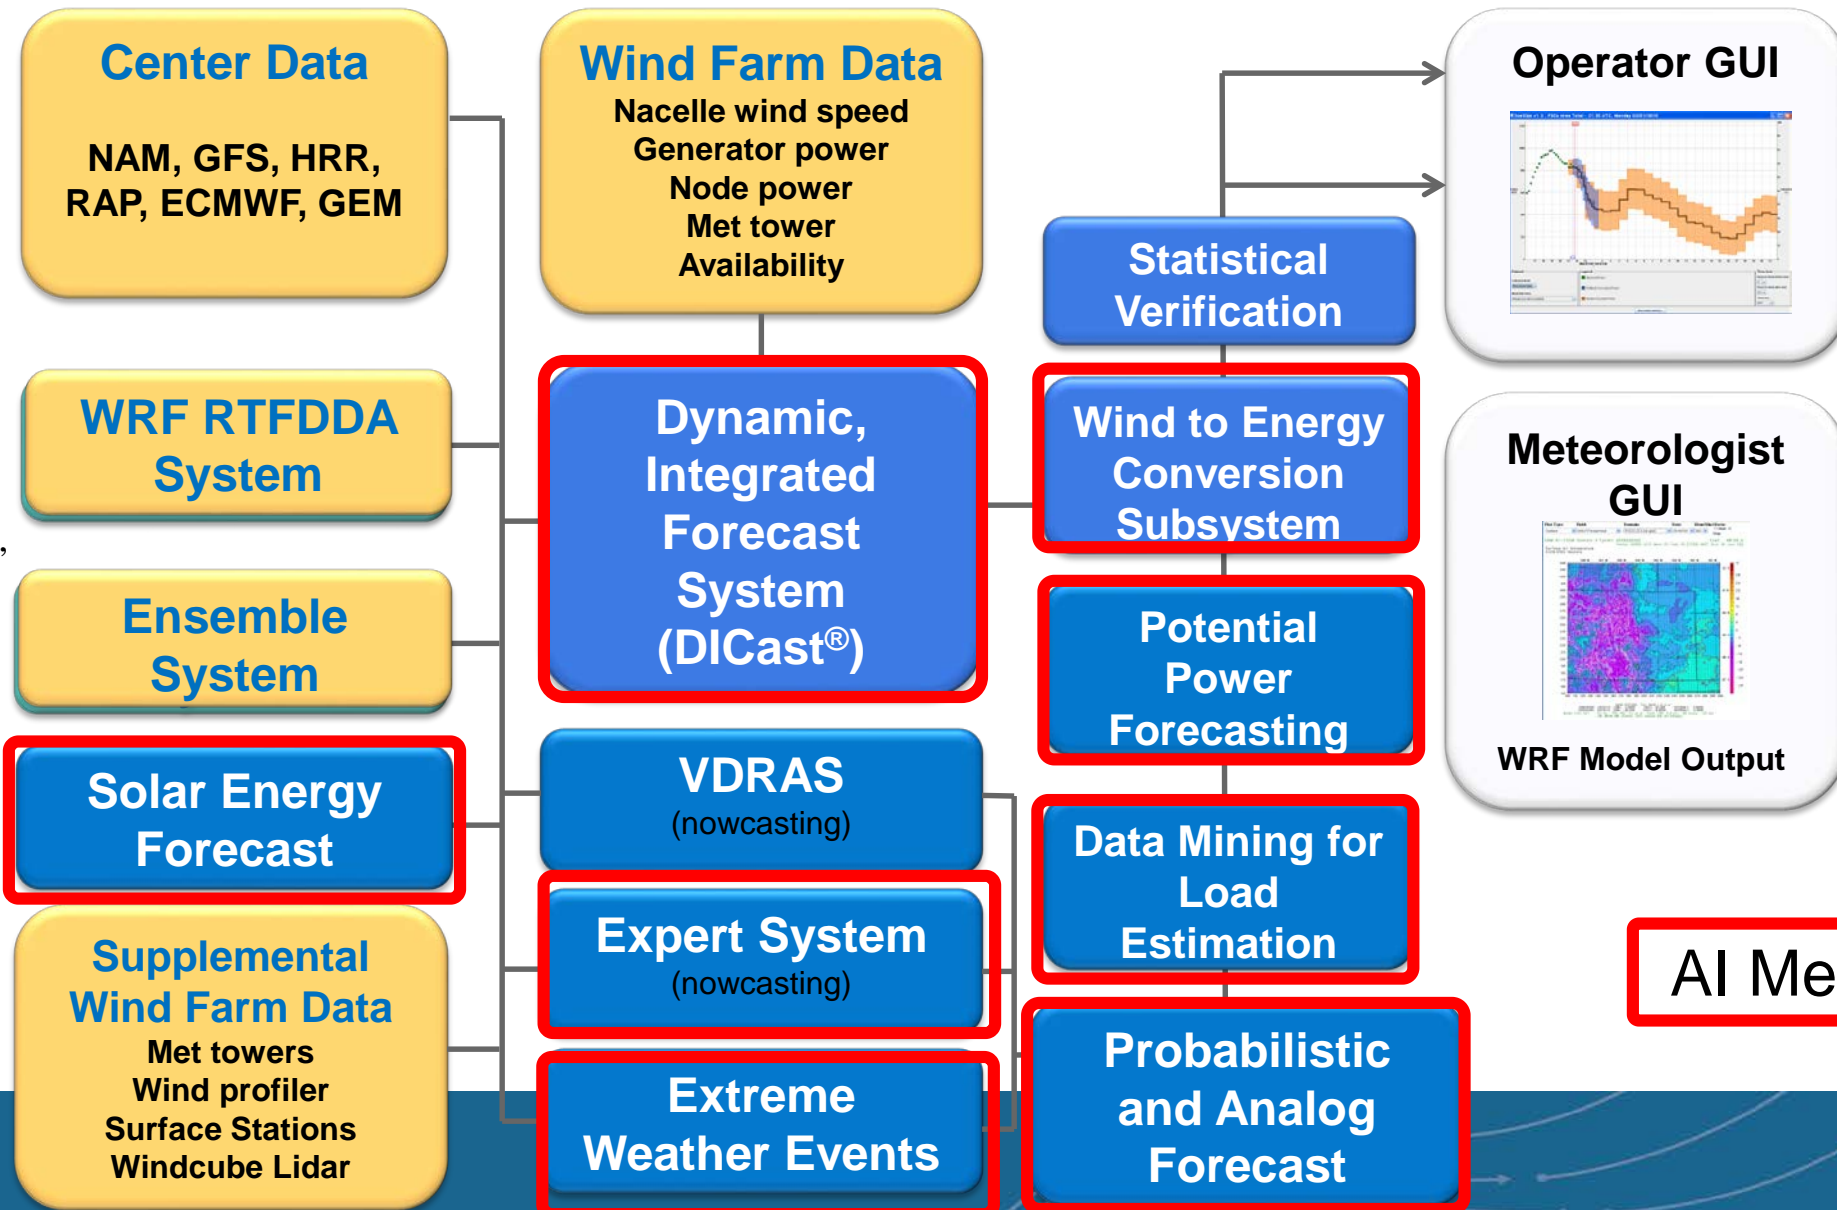 Center Data
NAM, GFS, HRR,
RAP, ECMWF, GEM
Wind Farm Data
Nacelle wind speed
Generator power
Node power
Met tower
Availability
Operator GUI
Statistical
Verification
WRF RTFDDA
System
,
Dynamic,
Integrated
Forecast
System
(DICast®)
Wind to Energy
Conversion
Subsystem
Meteorologist
GUI
WRF Model Output
Ensemble
System
Potential
Power
Forecasting
Solar Energy
Forecast
VDRAS
(nowcasting)
Data Mining for
Load
Estimation
Expert System
(nowcasting)
AI Me
Supplemental
Wind Farm Data
Met towers
Wind profiler
Surface Stations
Windcube Lidar
Extreme
Weather Events
Probabilistic
and Analog
Forecast